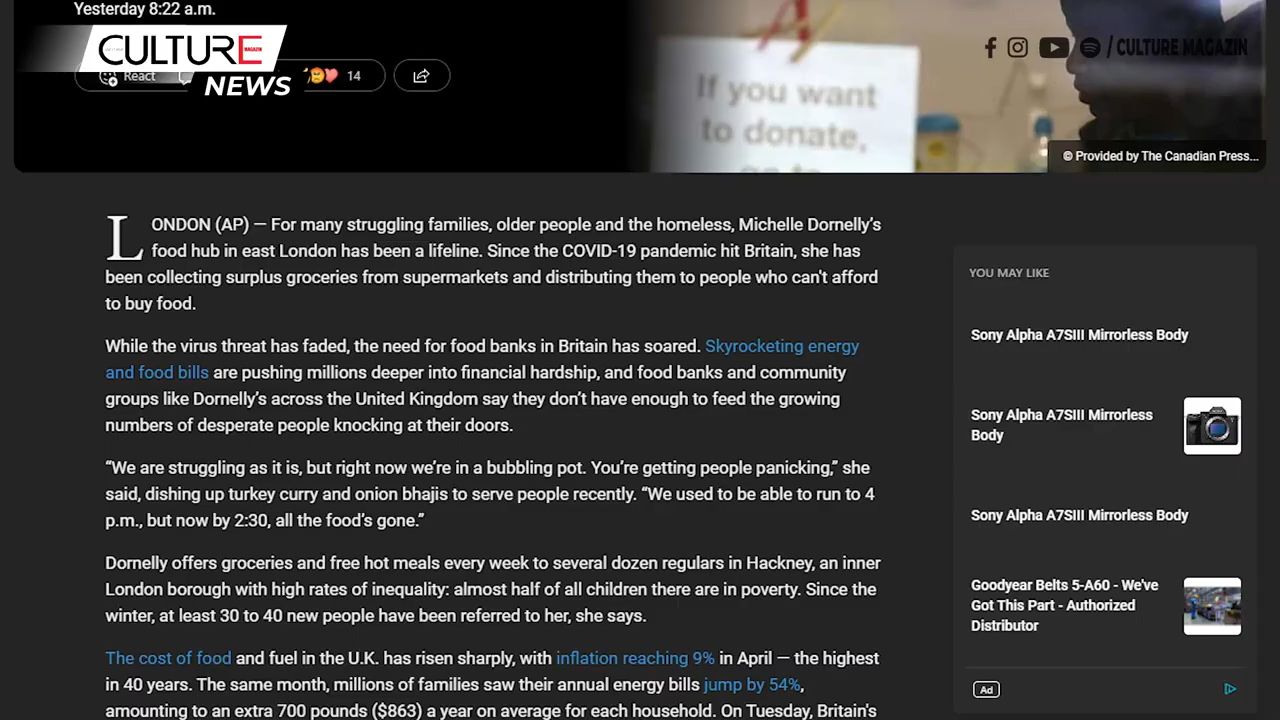 Yesterday 8:22 a.m.
CULTURE
MAGAZIN
NEWS
React
14
/ CULTURE MAGAZIN
If you want
to donate,
go to
© Provided by The Canadian Press...
LONDON (AP) — For many struggling families, older people and the homeless, Michelle Dornelly’s
food hub in east London has been a lifeline. Since the COVID-19 pandemic hit Britain, she has
been collecting surplus groceries from supermarkets and distributing them to people who can't afford
to buy food.
While the virus threat has faded, the need for food banks in Britain has soared. Skyrocketing energy
and food bills are pushing millions deeper into financial hardship, and food banks and community
groups like Dornelly’s across the United Kingdom say they don’t have enough to feed the growing
numbers of desperate people knocking at their doors.
“We are struggling as it is, but right now we’re in a bubbling pot. You’re getting people panicking,” she
said, dishing up turkey curry and onion bhajis to serve people recently. “We used to be able to run to 4
p.m., but now by 2:30, all the food’s gone.”
Dornelly offers groceries and free hot meals every week to several dozen regulars in Hackney, an inner
London borough with high rates of inequality: almost half of all children there are in poverty. Since the
winter, at least 30 to 40 new people have been referred to her, she says.
The cost of food and fuel in the U.K. has risen sharply, with inflation reaching 9% in April — the highest
in 40 years. The same month, millions of families saw their annual energy bills jump by 54%,
amounting to an extra 700 pounds ($863) a year on average for each household. On Tuesday, Britain's
YOU MAY LIKE
Sony Alpha A7SIII Mirrorless Body
Sony Alpha A7SIII Mirrorless
Body
Sony Alpha A7SIII Mirrorless Body
Goodyear Belts 5-A60 - We've
Got This Part - Authorized
Distributor
Ad